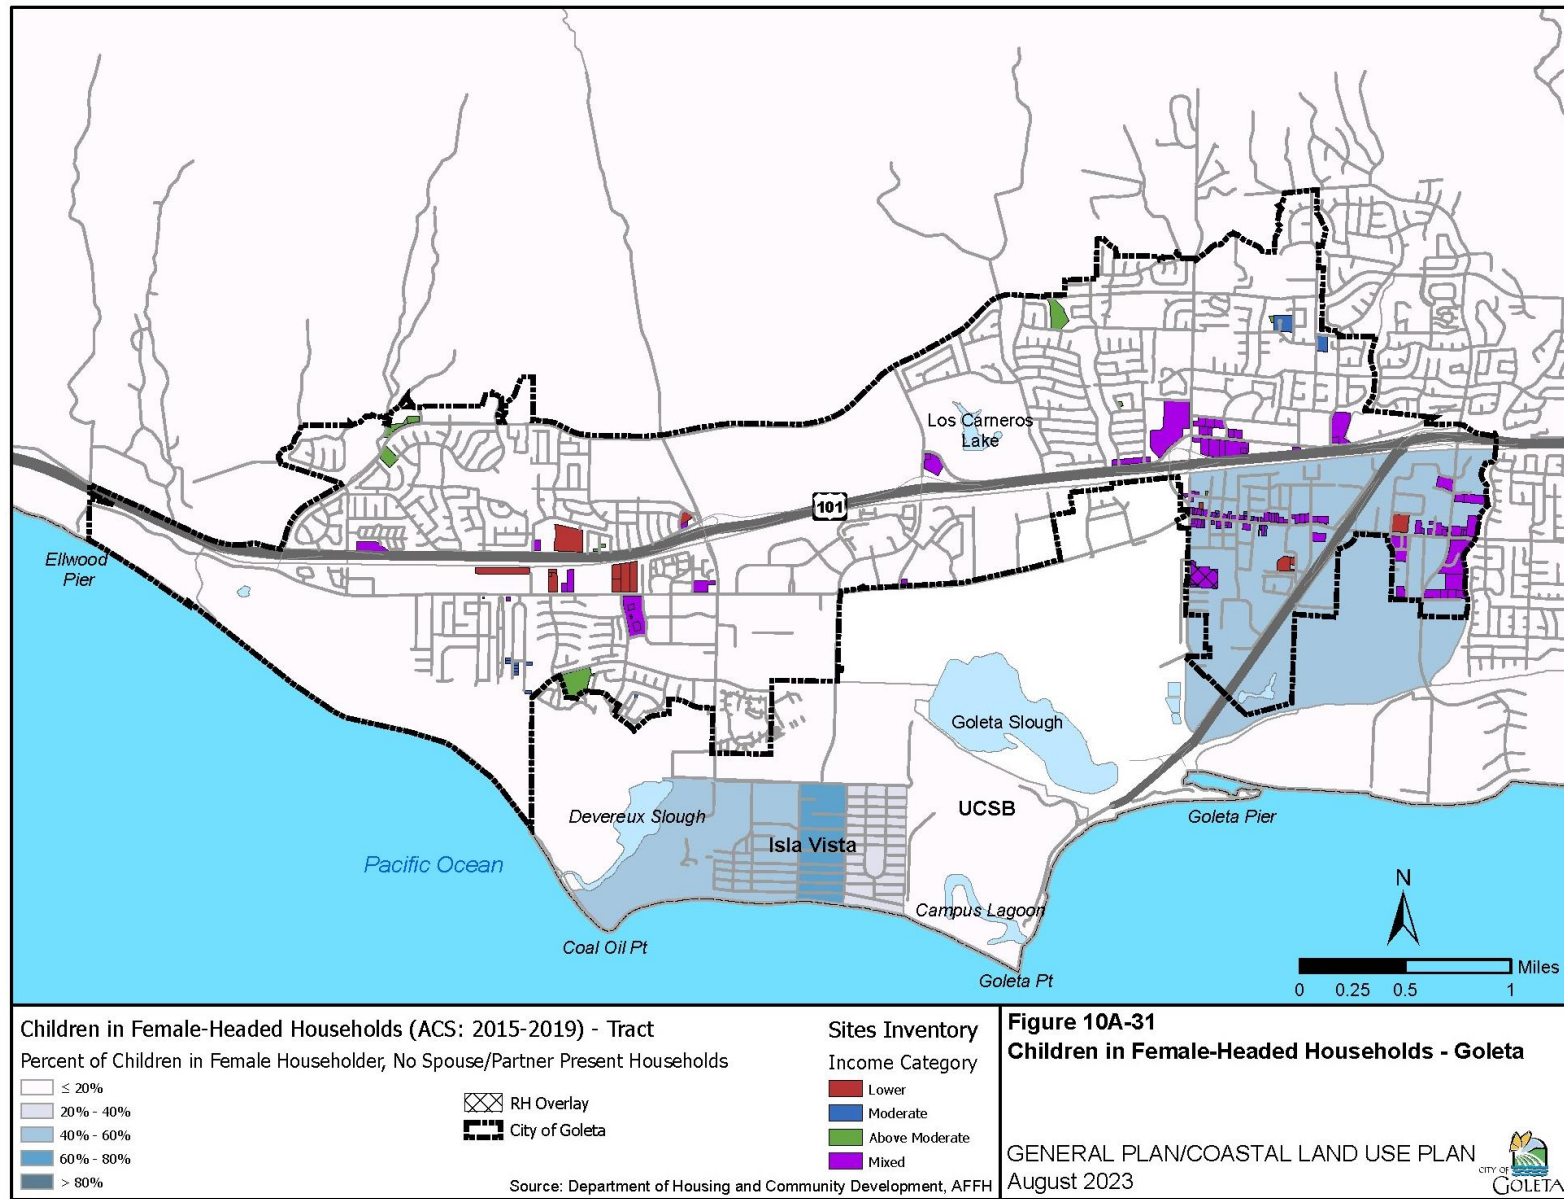 Los Carneros
Lake
101
Ellwood
Pier
Goleta Slough
UCSB
Goleta Pier
Devereux Slough
Isla Vista
Pacific Ocean
Campus Lagoon
Coal Oil Pt
Goleta Pt
N
Miles
0 0.25 0.5 1
Children in Female-Headed Households (ACS: 2015-2019) - Tract
Percent of Children in Female Householder, No Spouse/Partner Present Households
≤ 20%
20% - 40%
40% - 60%
60% - 80%
> 80%
RH Overlay
City of Goleta
Sites Inventory
Income Category
Lower
Moderate
Above Moderate
Mixed
Source: Department of Housing and Community Development, AFFH
Figure 10A-31
Children in Female-Headed Households - Goleta
GENERAL PLAN/COASTAL LAND USE PLAN
August 2023
CITY OF
GOLETA